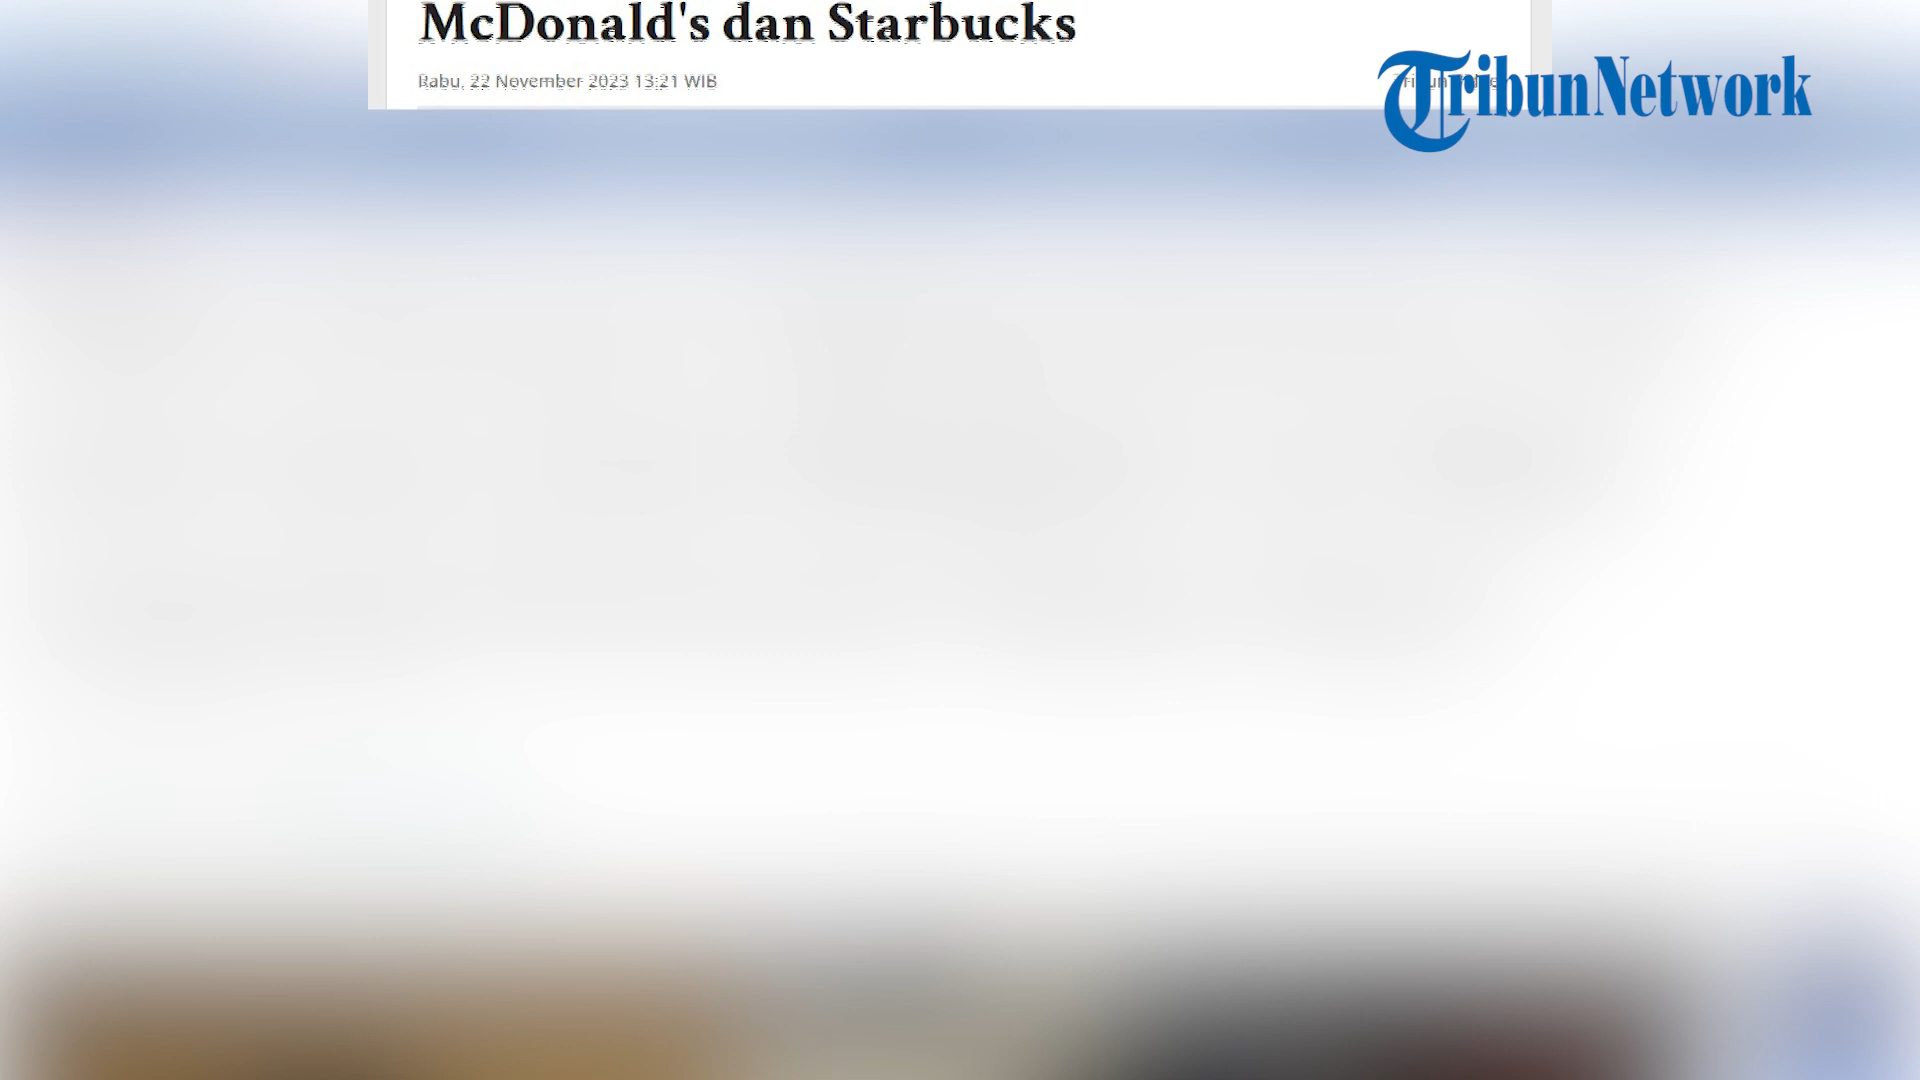 McDonald's dan Starbucks
Rabu, 22 November 2023 13:21 WIB
TribunNetwork